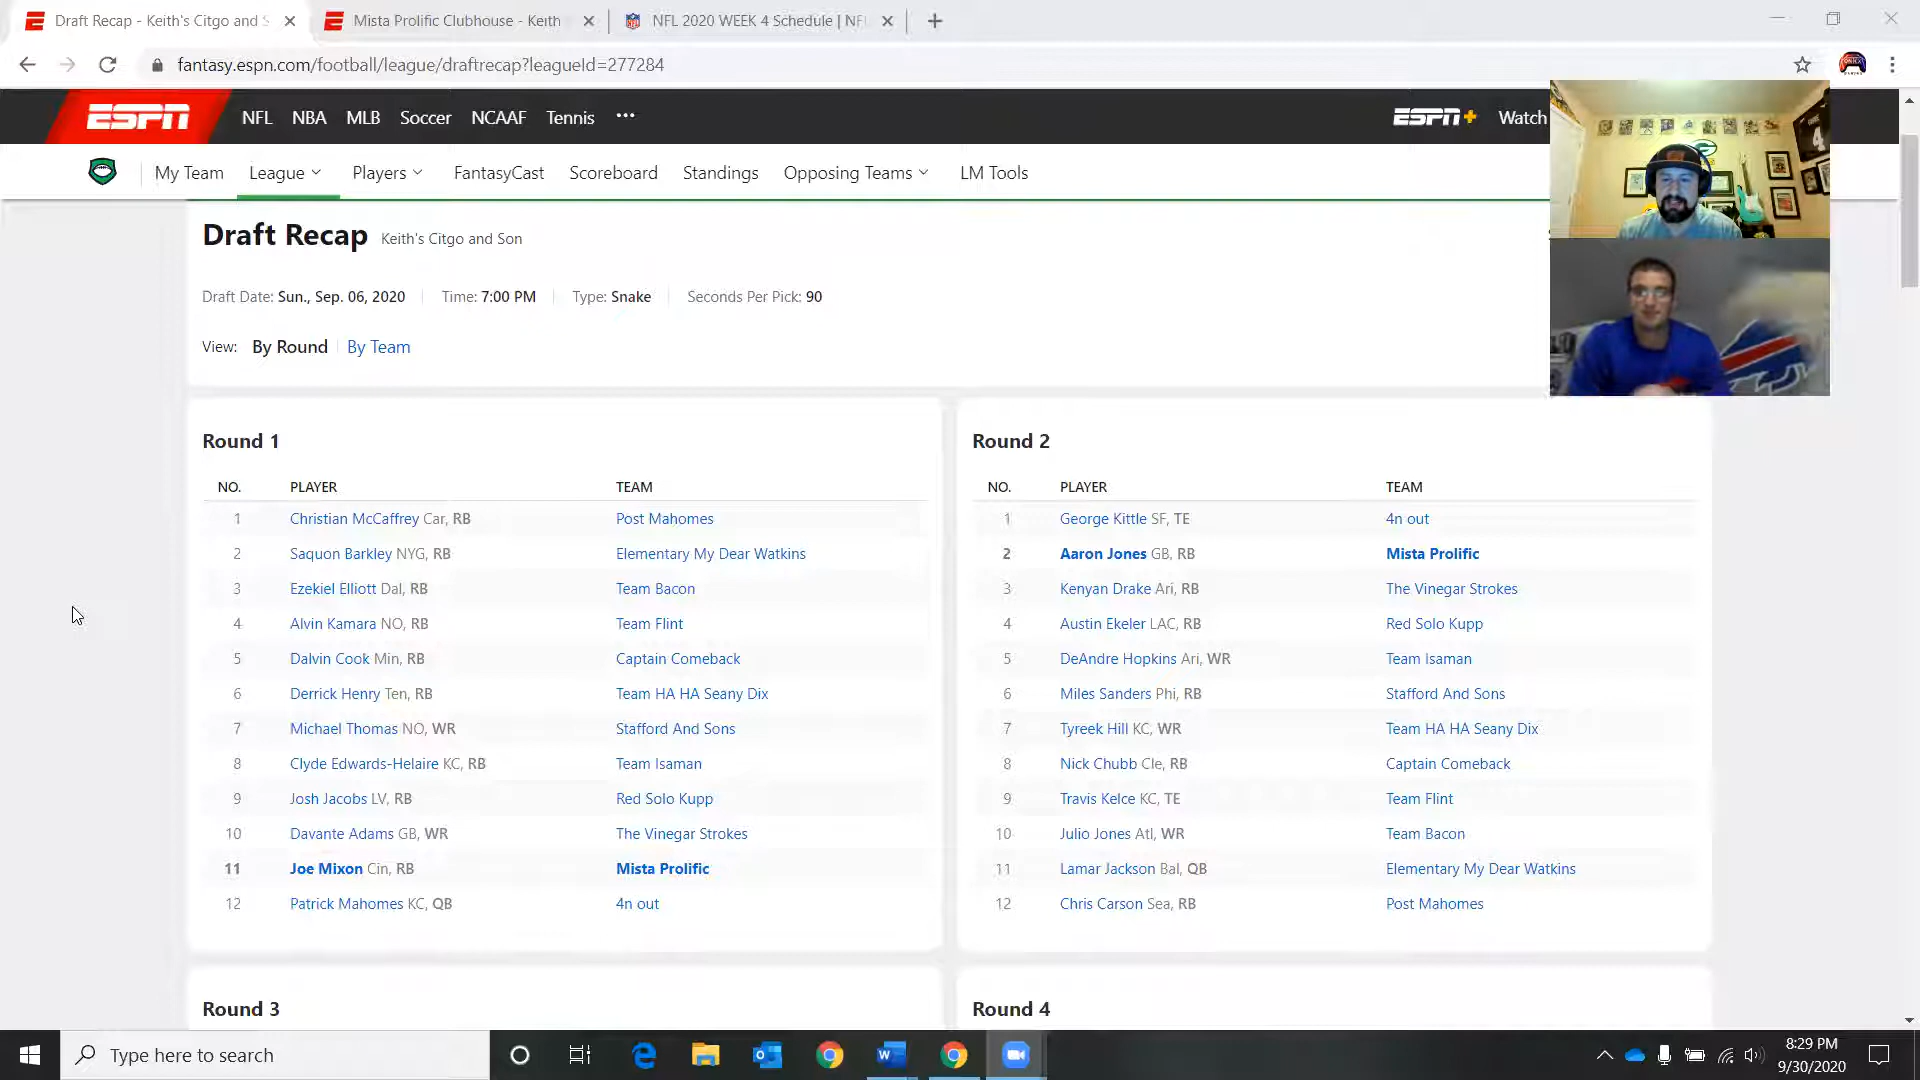 Draft Recap - Keith's Citgo and S
Mista Prolific Clubhouse - Keith
NFL 2020 WEEK 4 Schedule | NF
fantasy.espn.com/football/league/draftrecap?leagueId=277284
ESPN NFL NBA MLB Soccer NCAAF Tennis ESPN+ Watch
My Team League Players FantasyCast Scoreboard Standings Opposing Teams LM Tools
Draft Recap Keith's Citgo and Son
Draft Date: Sun., Sep. 06, 2020 Time: 7:00 PM Type: Snake Seconds Per Pick: 90
View: By Round By Team
Round 1
NO. PLAYER TEAM
1 Christian McCaffrey Car, RB Post Mahomes
2 Saquon Barkley NYG, RB Elementary My Dear Watkins
3 Ezekiel Elliott Dal, RB Team Bacon
4 Alvin Kamara NO, RB Team Flint
5 Dalvin Cook Min, RB Captain Comeback
6 Derrick Henry Ten, RB Team HA HA Seany Dix
7 Michael Thomas NO, WR Stafford And Sons
8 Clyde Edwards-Helaire KC, RB Team Isaman
9 Josh Jacobs LV, RB Red Solo Kupp
10 Davante Adams GB, WR The Vinegar Strokes
11 Joe Mixon Cin, RB Mista Prolific
12 Patrick Mahomes KC, QB 4n out
Round 2
NO. PLAYER TEAM
1 George Kittle SF, TE 4n out
2 Aaron Jones GB, RB Mista Prolific
3 Kenyan Drake Ari, RB The Vinegar Strokes
4 Austin Ekeler LAC, RB Red Solo Kupp
5 DeAndre Hopkins Ari, WR Team Isaman
6 Miles Sanders Phi, RB Stafford And Sons
7 Tyreek Hill KC, WR Team HA HA Seany Dix
8 Nick Chubb Cle, RB Captain Comeback
9 Travis Kelce KC, TE Team Flint
10 Julio Jones Atl, WR Team Bacon
11 Lamar Jackson Bal, QB Elementary My Dear Watkins
12 Chris Carson Sea, RB Post Mahomes
Round 3
Round 4
Type here to search
8:29 PM
9/30/2020